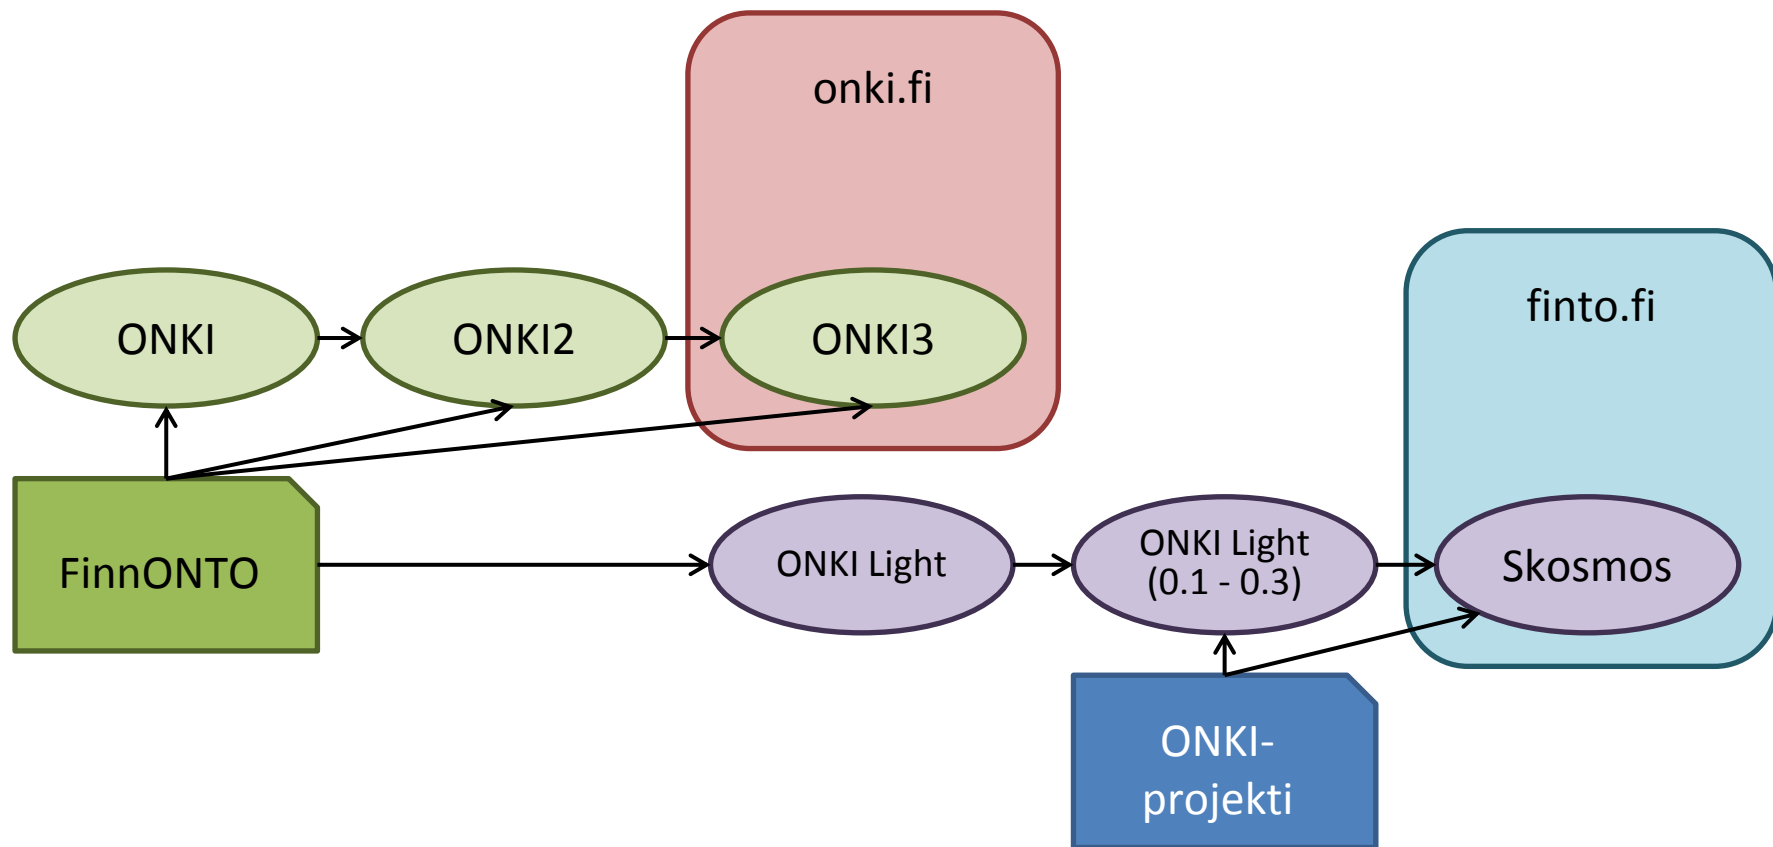 onki.fi
finto.fi
ONKI
ONKI2
ONKI3
FinnONTO
ONKI Light
ONKI Light
(0.1 - 0.3)
Skosmos
ONKI-
projekti